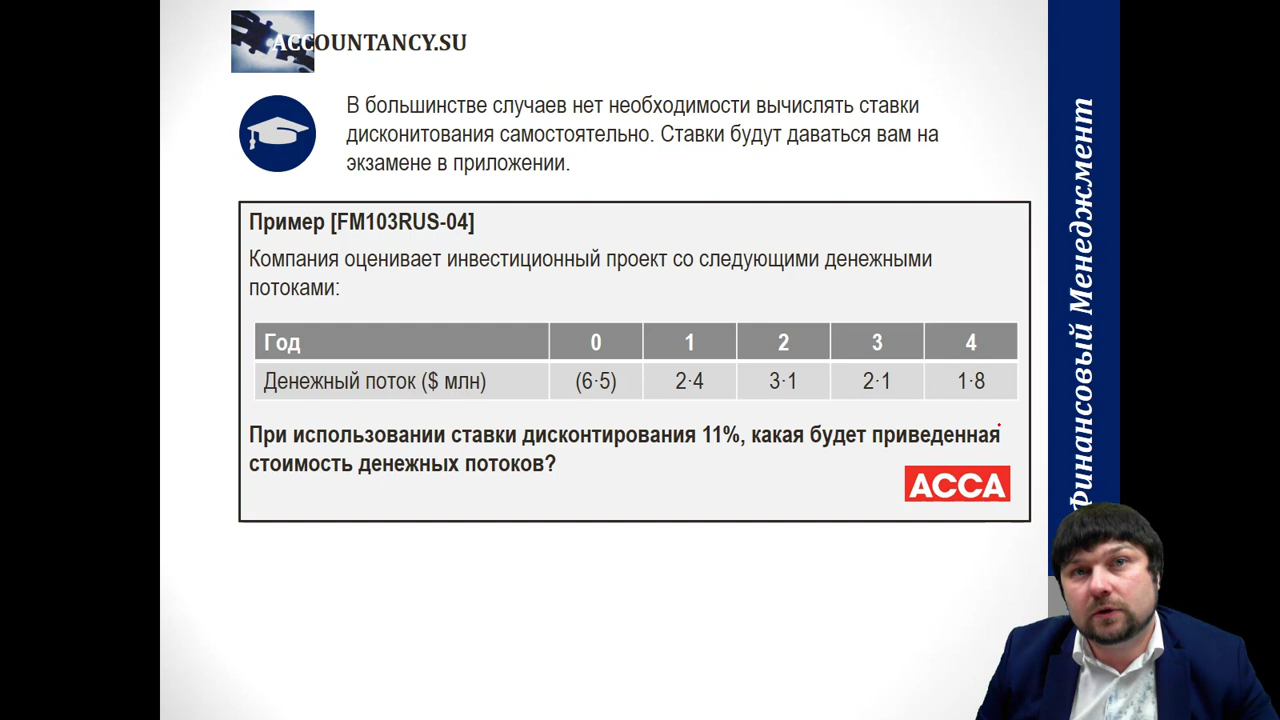 ACCOUNTANCY.SU
В большинстве случаев нет необходимости вычислять ставки
дисконитования самостоятельно. Ставки будут даваться вам на
экзамене в приложении.
Пример [FM103RUS-04]
Компания оценивает инвестиционный проект со следующими денежными
потоками:
Год 0 1 2 3 4
Денежный поток ($ млн) (6·5) 2·4 3·1 2·1 1·8
При использовании ставки дисконтирования 11%, какая будет приведенная
стоимость денежных потоков?
ACCA
Финансовый Менеджмент